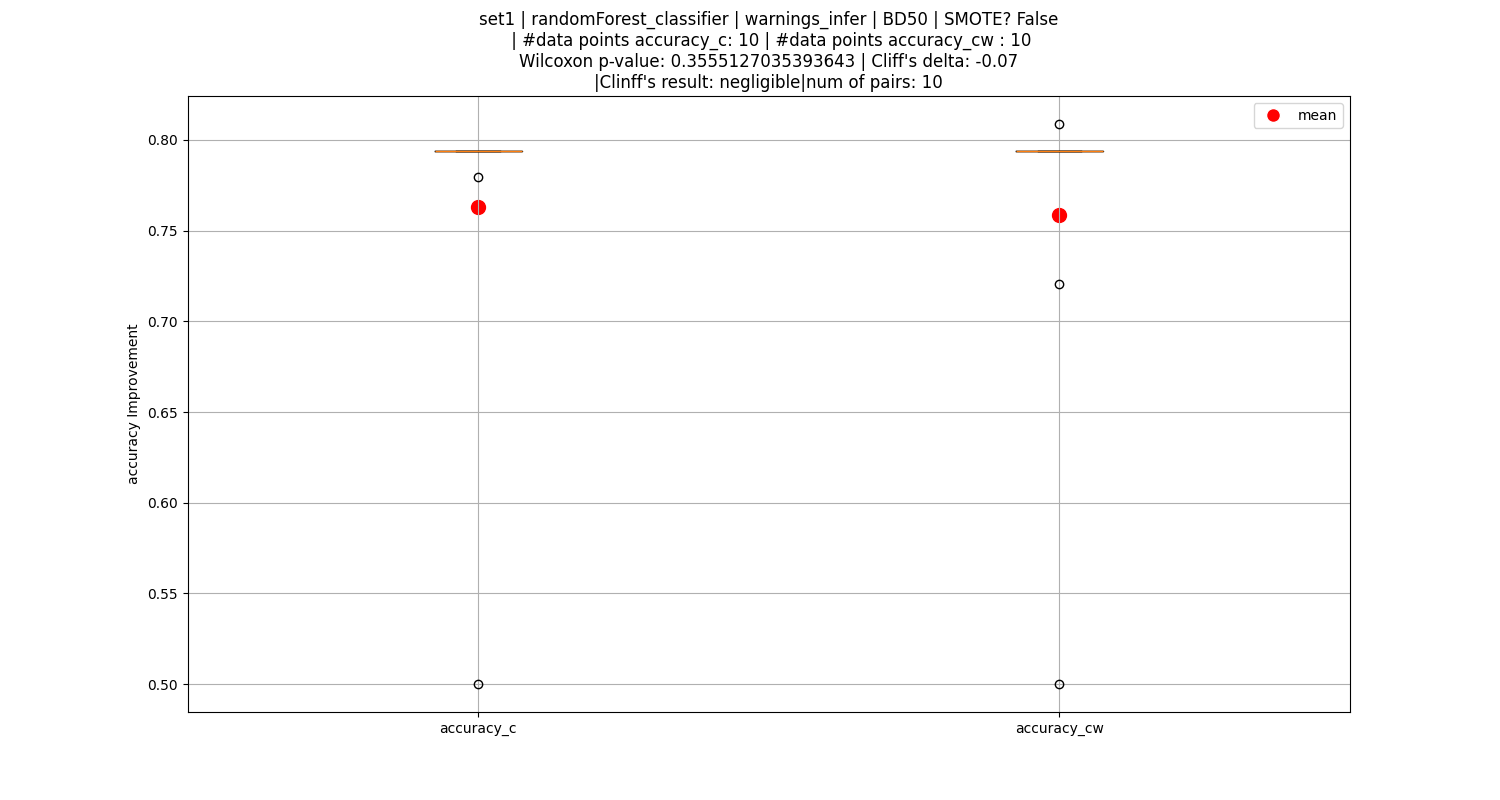 set1 | randomForest_classifier | warnings_infer | BD50 | SMOTE? False
| #data points accuracy_c: 10 | #data points accuracy_cw : 10
Wilcoxon p-value: 0.3555127035393643 | Cliff's delta: -0.07
|Clinff's result: negligible|num of pairs: 10
mean
accuracy Improvement
0.80
0.75
0.70
0.65
0.60
0.55
0.50
accuracy_c
accuracy_cw